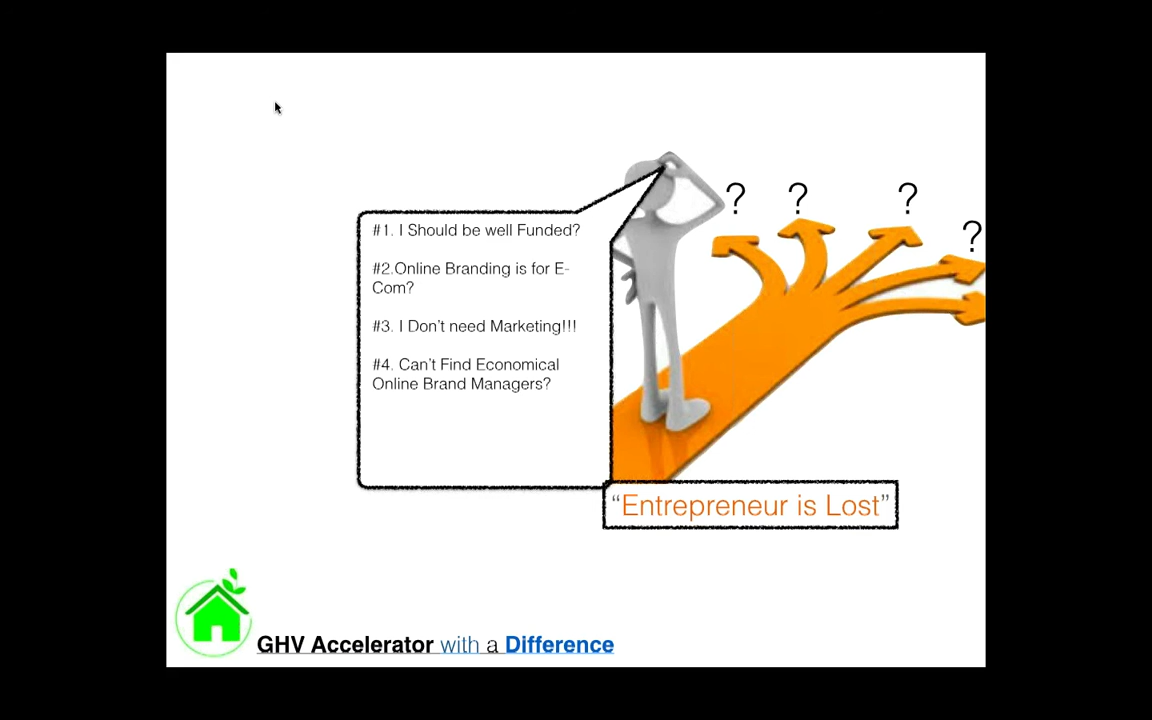 ? ? ? ?
#1. I Should be well Funded?
#2.Online Branding is for E-
Com?
#3. I Don't need Marketing!!!
#4. Can't Find Economical
Online Brand Managers?
“Entrepreneur is Lost”
GHV Accelerator with a Difference